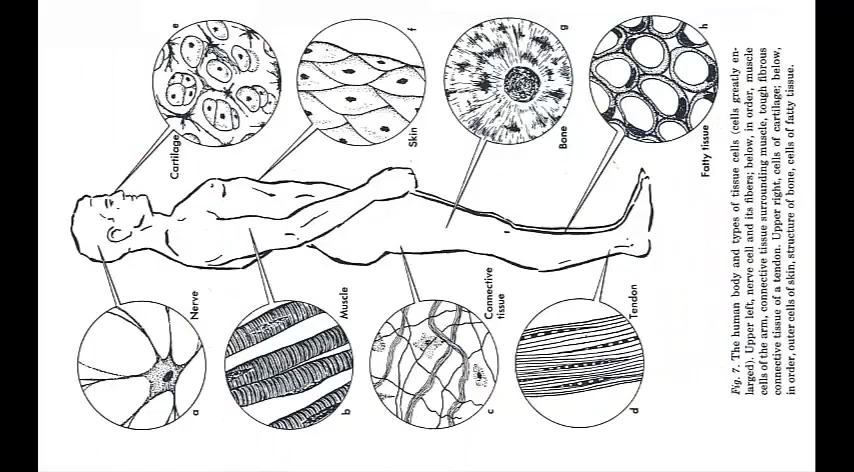 a
Nerve
b
Muscle
c
Connective
tissue
d
Tendon
e
Cartilage
f
Skin
g
Bone
h
Fatty tissue
Fig. 7. The human body and types of tissue cells (cells greatly en-
larged). Upper left, nerve cell and its fibers; below, in order, muscle
cells of the arm, connective tissue surrounding muscle, tough fibrous
connective tissue of a tendon. Upper right, cells of cartilage; below,
in order, outer cells of skin, structure of bone, cells of fatty tissue.